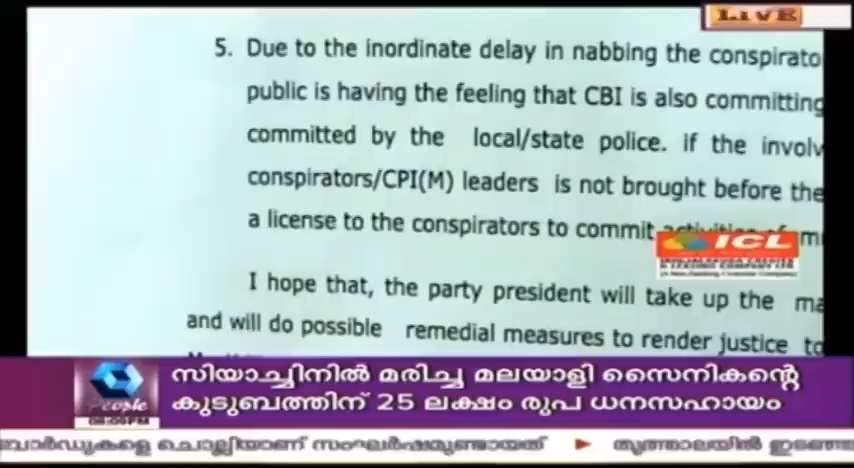 LIVE
5. Due to the inordinate delay in nabbing the conspirato
public is having the feeling that CBI is also committing
committed by the local/state police. if the involv
conspirators/CPI(M) leaders is not brought before the
a license to the conspirators to commit activities of
ICL
I hope that, the party president will take up the ma
and will do possible remedial measures to render justice to
സിയാച്ചിനിൽ മരിച്ച മലയാളി സൈനികന്റെ
കുടുബത്തിന് 25 ലക്ഷം രൂപ ധനസഹായം
People
ബോർഡുകളെ ചൊല്ലിയാണ് സംഘർഷമുണ്ടായത് ► തൃത്താലയിൽ